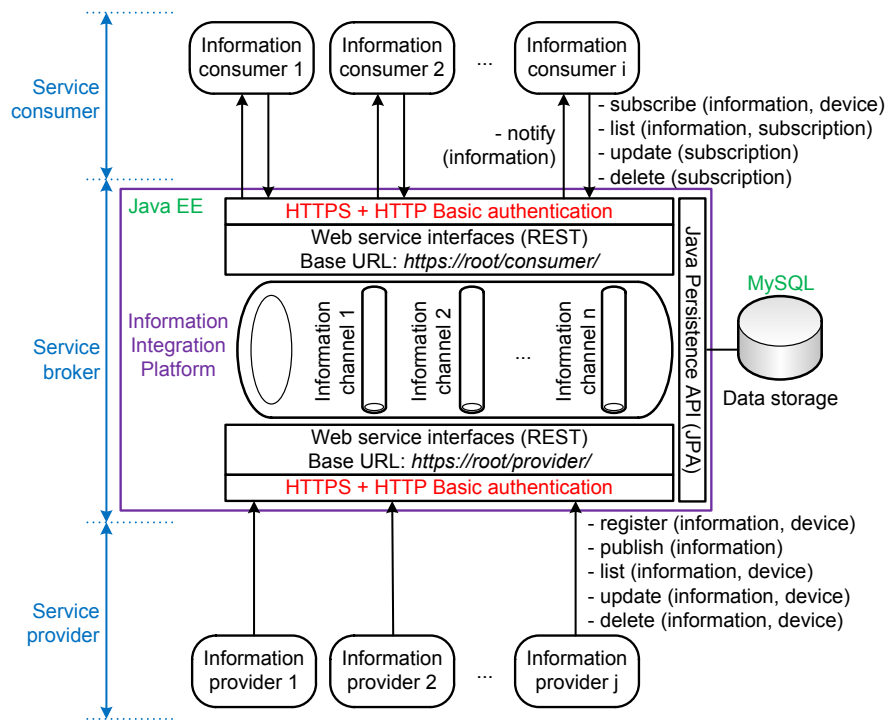 Information
consumer 1
Information
consumer 2
...
Information
consumer i
Service
consumer
- notify
(information)
- subscribe (information, device)
- list (information, subscription)
- update (subscription)
- delete (subscription)
Java EE
HTTPS + HTTP Basic authentication
Web service interfaces (REST)
Base URL: https://root/consumer/
Information
Integration
Platform
Information
channel 1
Information
channel 2
...
Information
channel n
Java Persistence API (JPA)
MySQL
Data storage
Service
broker
Web service interfaces (REST)
Base URL: https://root/provider/
HTTPS + HTTP Basic authentication
- register (information, device)
- publish (information)
- list (information, device)
- update (information, device)
- delete (information, device)
Service
provider
Information
provider 1
Information
provider 2
...
Information
provider j